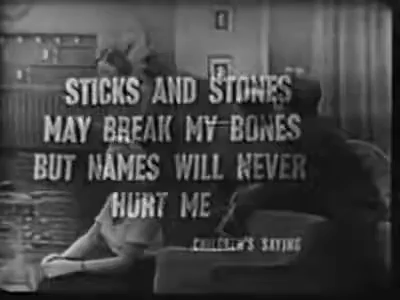 STICKS AND STONES
MAY BREAK MY BONES
BUT NAMES WILL NEVER
HURT ME
CHILDREN'S SAYING